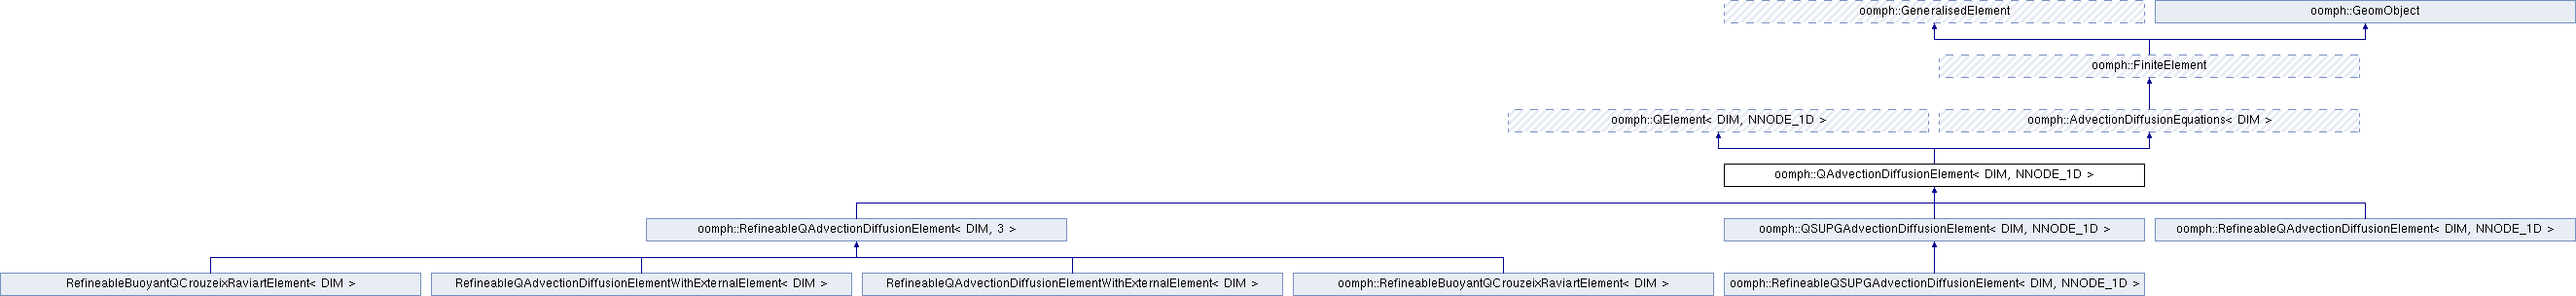 oomph::GeneralisedElement
oomph::GeomObject
oomph::FiniteElement
oomph::QElement< DIM, NNODE_1D >
oomph::AdvectionDiffusionEquations< DIM >
oomph::QAdvectionDiffusionElement< DIM, NNODE_1D >
oomph::RefineableQAdvectionDiffusionElement< DIM, 3 >
oomph::QSUPGAdvectionDiffusionElement< DIM, NNODE_1D >
oomph::RefineableQAdvectionDiffusionElement< DIM, NNODE_1D >
RefineableBuoyantQCrouzeixRaviartElement< DIM >
RefineableQAdvectionDiffusionElementWithExternalElement< DIM >
RefineableQAdvectionDiffusionElementWithExternalElement< DIM >
oomph::RefineableBuoyantQCrouzeixRaviartElement< DIM >
oomph::RefineableQSUPGAdvectionDiffusionElement< DIM, NNODE_1D >